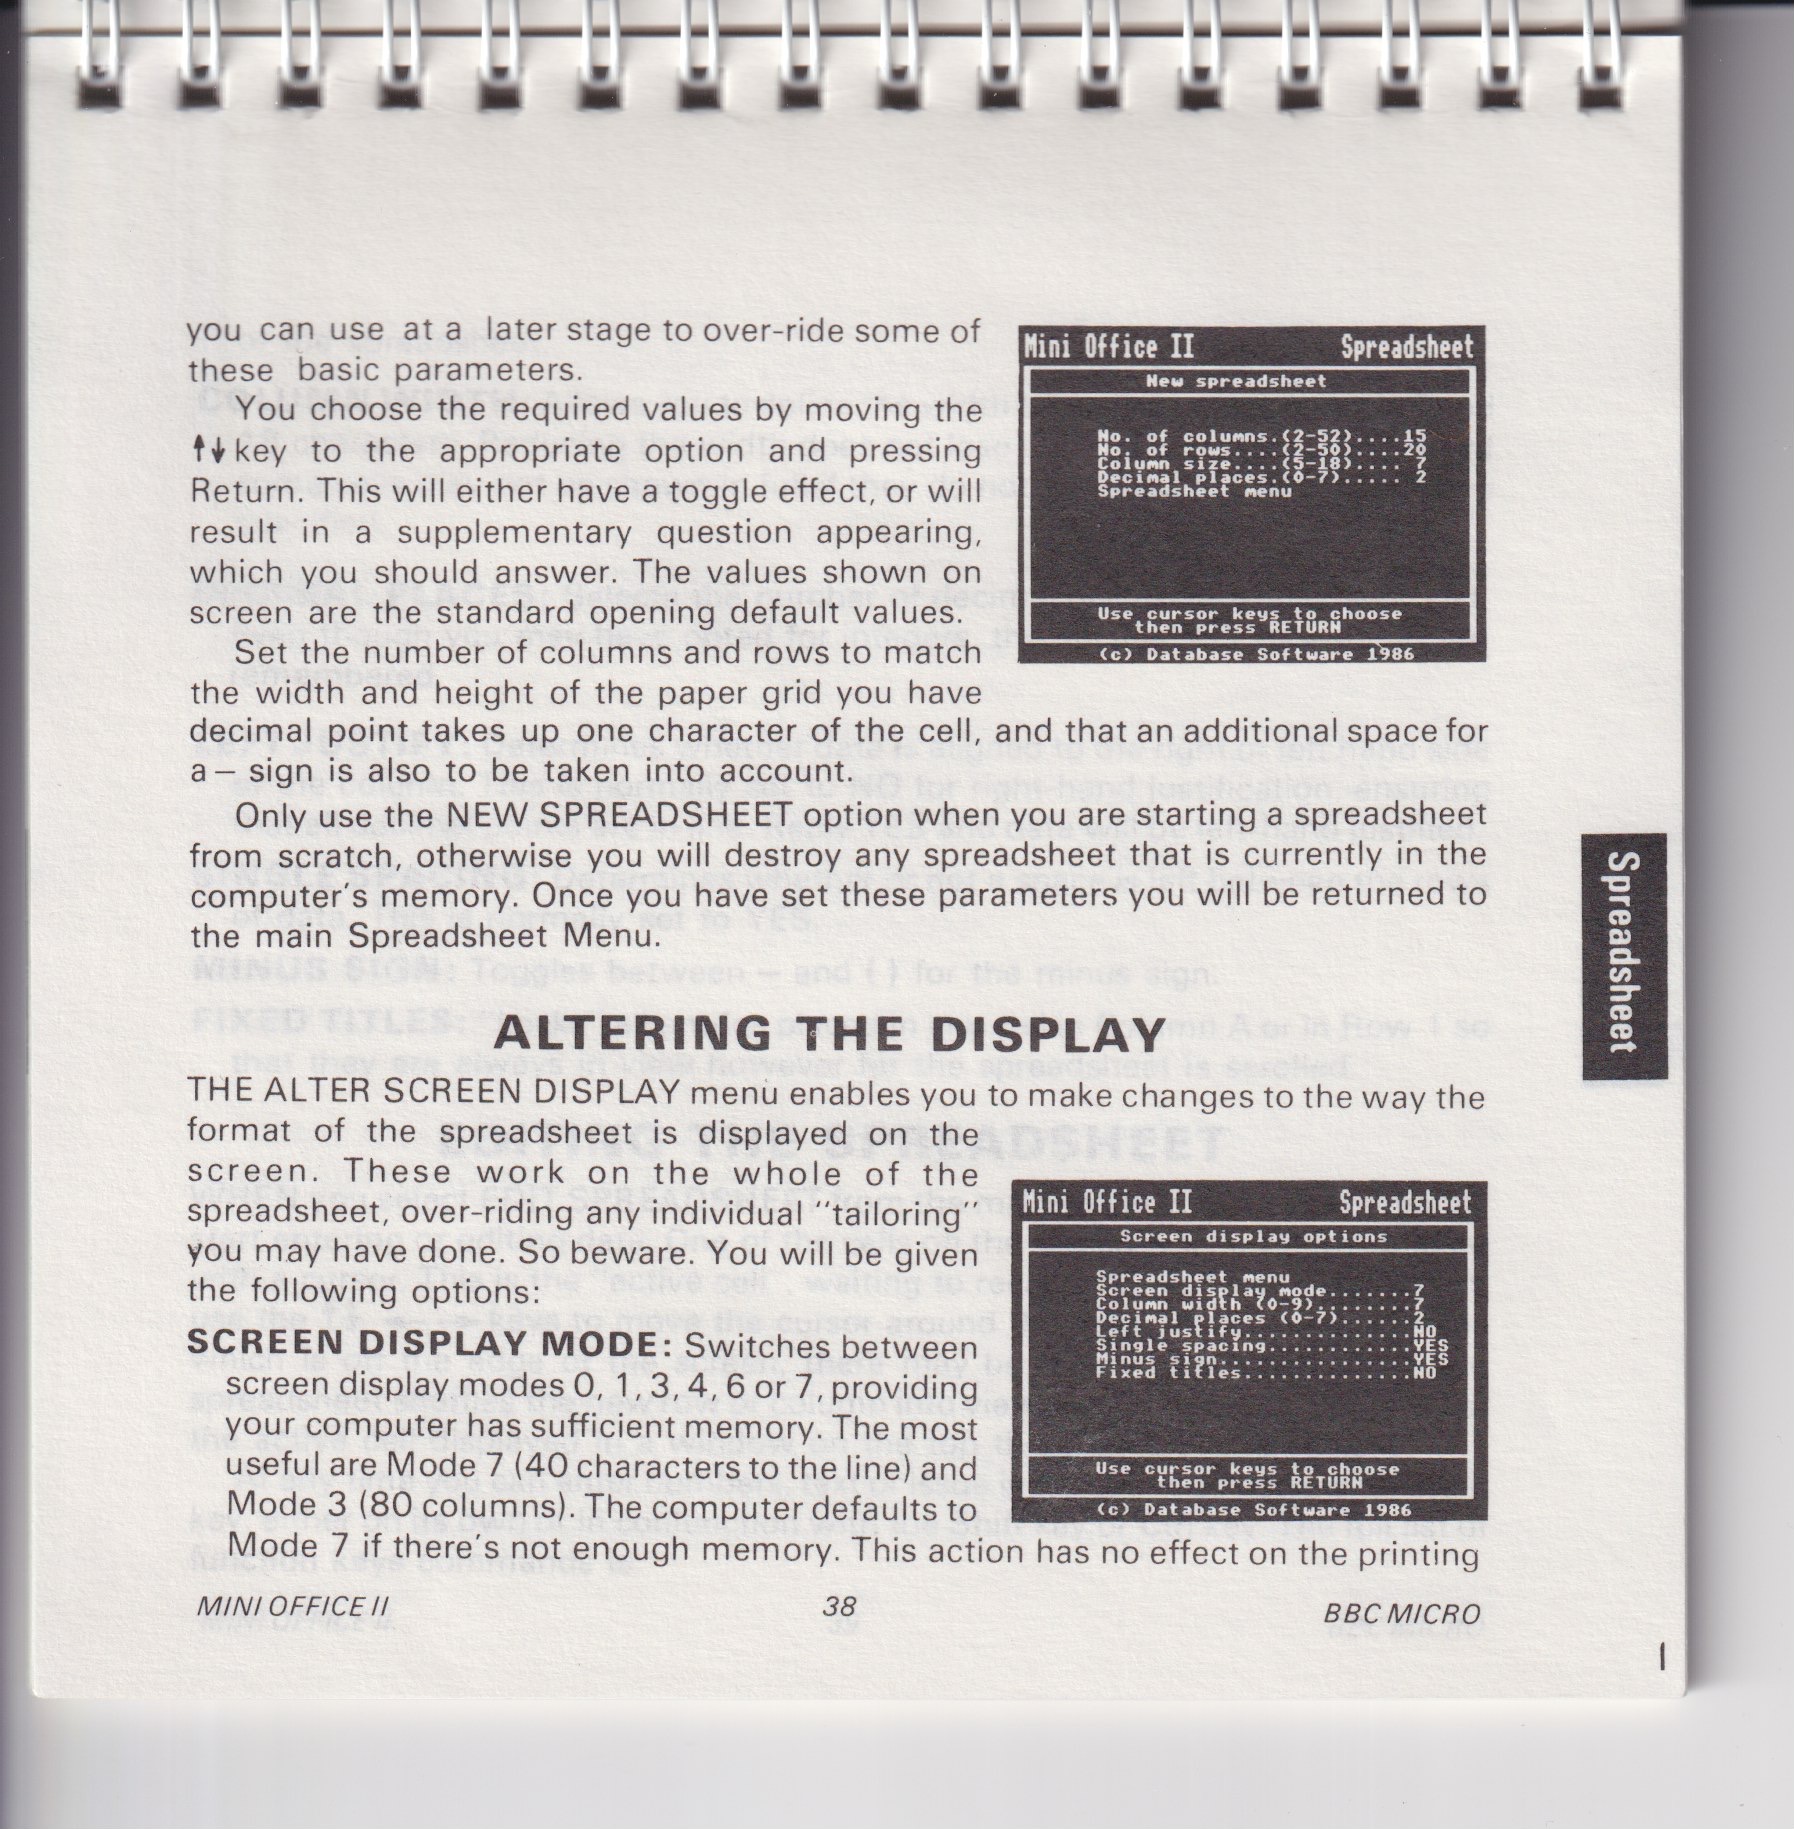 you can use at a later stage to over-ride some of
these basic parameters.
You choose the required values by moving the
↑↓ key to the appropriate option and pressing
Return. This will either have a toggle effect, or will
result in a supplementary question appearing,
which you should answer. The values shown on
screen are the standard opening default values.
Set the number of columns and rows to match
the width and height of the paper grid you have
decimal point takes up one character of the cell, and that an additional space for
a – sign is also to be taken into account.
Only use the NEW SPREADSHEET option when you are starting a spreadsheet
from scratch, otherwise you will destroy any spreadsheet that is currently in the
computer's memory. Once you have set these parameters you will be returned to
the main Spreadsheet Menu.
Mini Office II Spreadsheet
New spreadsheet
No. of columns.(2-52)....15
No. of rows....(2-50)....20
Column size....(5-18).... 7
Decimal places.(0-7)..... 2
Spreadsheet menu
Use cursor keys to choose
then press RETURN
(c) Database Software 1986
Spreadsheet
ALTERING THE DISPLAY
THE ALTER SCREEN DISPLAY menu enables you to make changes to the way the
format of the spreadsheet is displayed on the
screen. These work on the whole of the
spreadsheet, over-riding any individual "tailoring"
you may have done. So beware. You will be given
the following options:
SCREEN DISPLAY MODE: Switches between
screen display modes 0, 1, 3, 4, 6 or 7, providing
your computer has sufficient memory. The most
useful are Mode 7 (40 characters to the line) and
Mode 3 (80 columns). The computer defaults to
Mode 7 if there's not enough memory. This action has no effect on the printing
Mini Office II Spreadsheet
Screen display options
Spreadsheet menu
Screen display mode.......7
Column width (0-9)........7
Decimal places (0-7)......2
Left justify..............NO
Single spacing............YES
Minus sign................YES
Fixed titles..............NO
Use cursor keys to choose
then press RETURN
(c) Database Software 1986
MINI OFFICE II 38 BBC MICRO